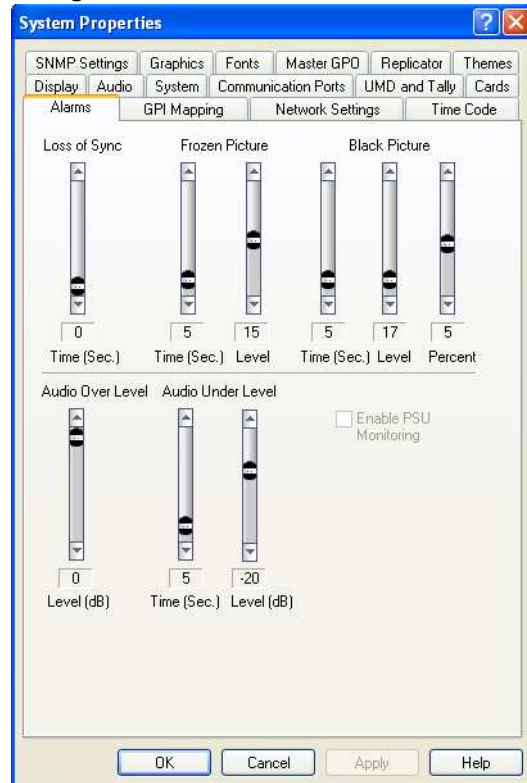 System Properties
SNMP Settings Graphics Fonts Master GPO Replicator Themes
Display Audio System Communication Ports UMD and Tally Cards
Alarms GPI Mapping Network Settings Time Code
Loss of Sync Frozen Picture Black Picture
0 5 15 5 17 5
Time (Sec.) Time (Sec.) Level Time (Sec.) Level Percent
Audio Over Level Audio Under Level
Enable PSU
Monitoring
0 5 -20
Level (dB) Time (Sec.) Level (dB)
OK Cancel Apply Help